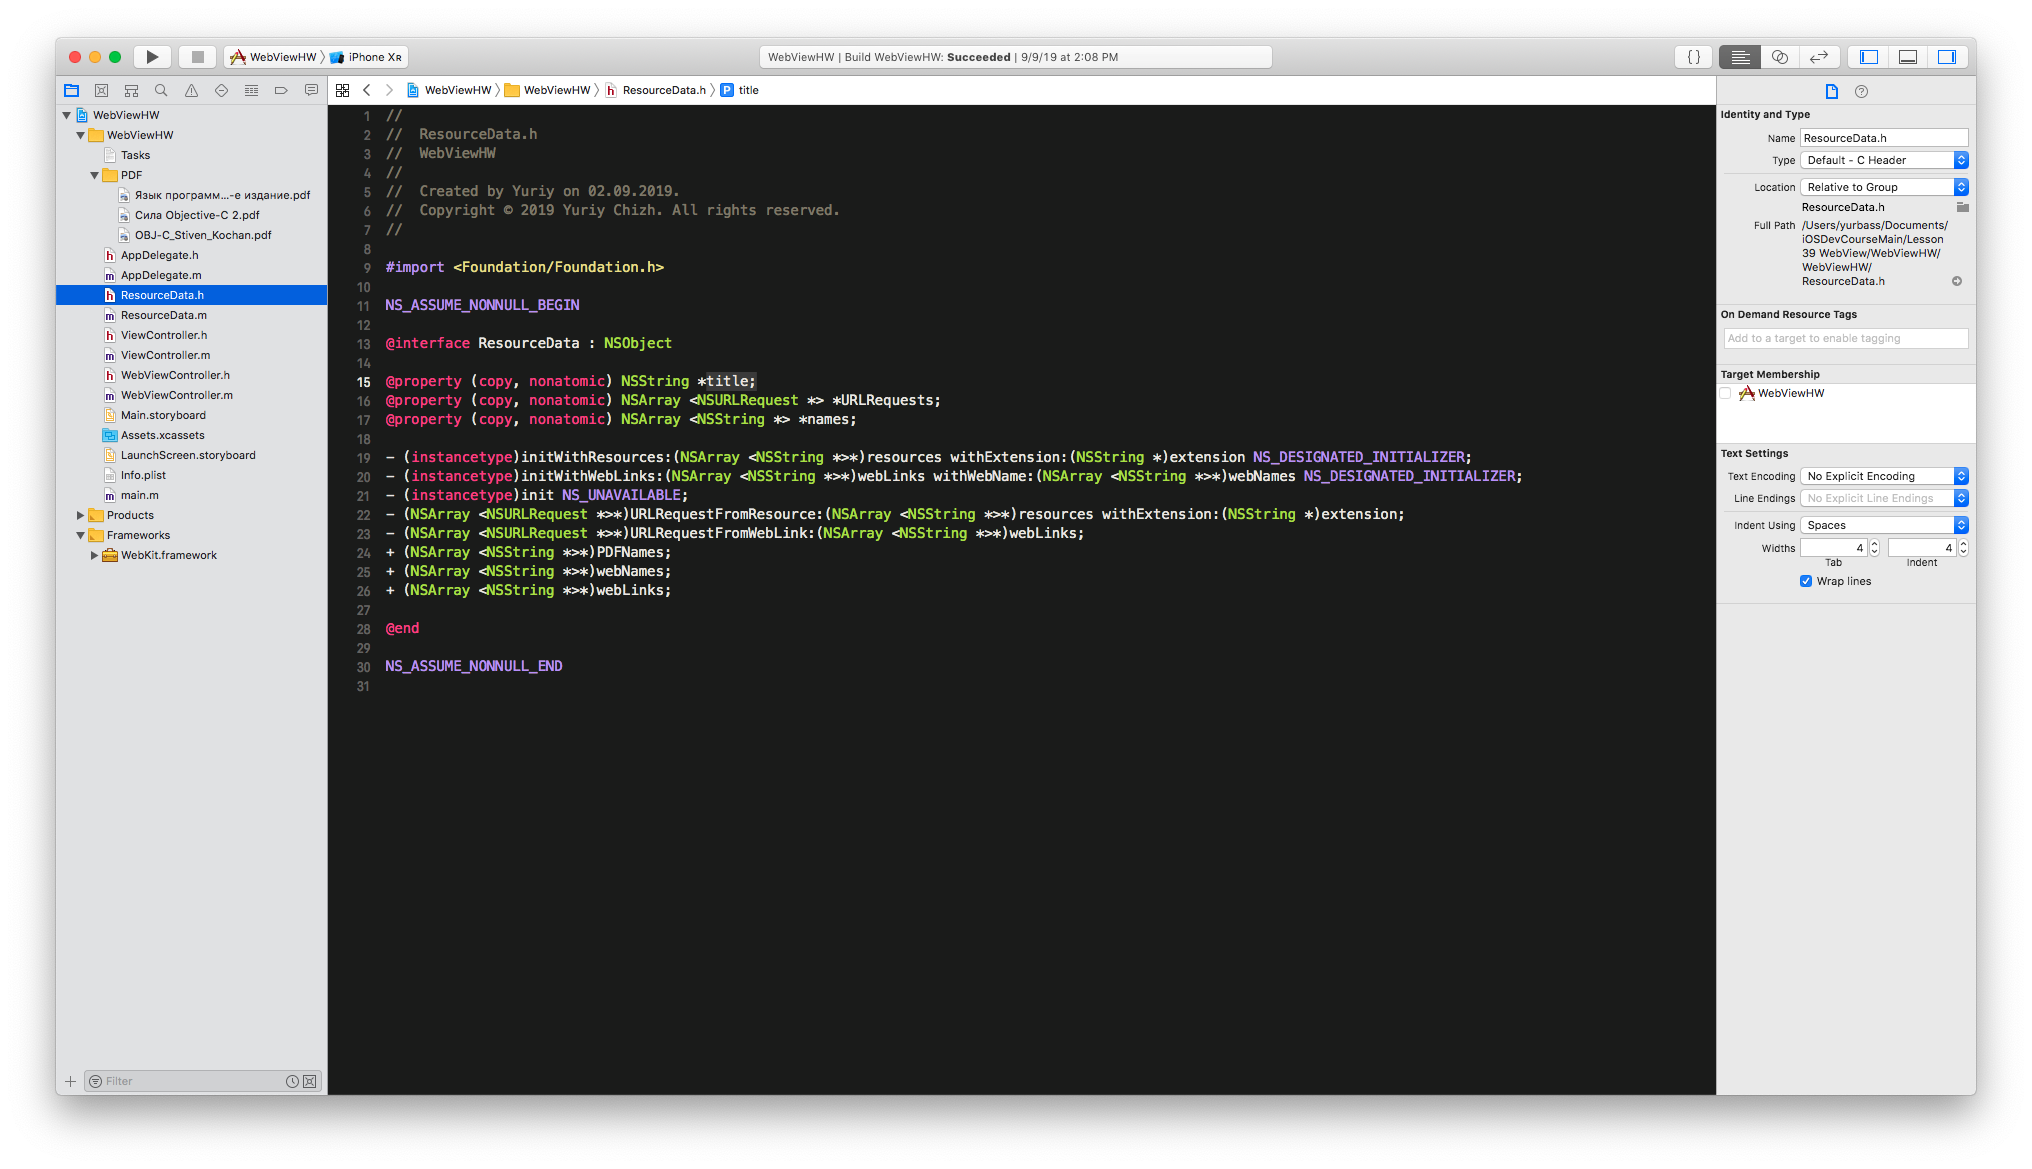 WebViewHW
iPhone XR
WebViewHW | Build WebViewHW: Succeeded | 9/9/19 at 2:08 PM
WebViewHW
WebViewHW
Tasks
PDF
Язык программ...-е издание.pdf
Сила Objective-C 2.pdf
OBJ-C_Stiven_Kochan.pdf
AppDelegate.h
AppDelegate.m
ResourceData.h
ResourceData.m
ViewController.h
ViewController.m
WebViewController.h
WebViewController.m
Main.storyboard
Assets.xcassets
LaunchScreen.storyboard
Info.plist
main.m
Products
Frameworks
WebKit.framework
Filter
WebViewHW
WebViewHW
ResourceData.h
title
1 //
2 //  ResourceData.h
3 //  WebViewHW
4 //
5 //  Created by Yuriy on 02.09.2019.
6 //  Copyright © 2019 Yuriy Chizh. All rights reserved.
7 //
8
9 #import <Foundation/Foundation.h>
10
11 NS_ASSUME_NONNULL_BEGIN
12
13 @interface ResourceData : NSObject
14
15 @property (copy, nonatomic) NSString *title;
16 @property (copy, nonatomic) NSArray <NSURLRequest *> *URLRequests;
17 @property (copy, nonatomic) NSArray <NSString *> *names;
18
19 - (instancetype)initWithResources:(NSArray <NSString *>*)resources withExtension:(NSString *)extension NS_DESIGNATED_INITIALIZER;
20 - (instancetype)initWithWebLinks:(NSArray <NSString *>*)webLinks withWebName:(NSArray <NSString *>*)webNames NS_DESIGNATED_INITIALIZER;
21 - (instancetype)init NS_UNAVAILABLE;
22 - (NSArray <NSURLRequest *>*)URLRequestFromResource:(NSArray <NSString *>*)resources withExtension:(NSString *)extension;
23 - (NSArray <NSURLRequest *>*)URLRequestFromWebLink:(NSArray <NSString *>*)webLinks;
24 + (NSArray <NSString *>*)PDFNames;
25 + (NSArray <NSString *>*)webNames;
26 + (NSArray <NSString *>*)webLinks;
27
28 @end
29
30 NS_ASSUME_NONNULL_END
31
Identity and Type
Name ResourceData.h
Type Default - C Header
Location Relative to Group
ResourceData.h
Full Path /Users/yurbass/Documents/
iOSDevCourseMain/Lesson
39 WebView/WebViewHW/
WebViewHW/
ResourceData.h
On Demand Resource Tags
Add to a target to enable tagging
Target Membership
WebViewHW
Text Settings
Text Encoding No Explicit Encoding
Line Endings No Explicit Line Endings
Indent Using Spaces
Widths 4 4
Tab Indent
Wrap lines